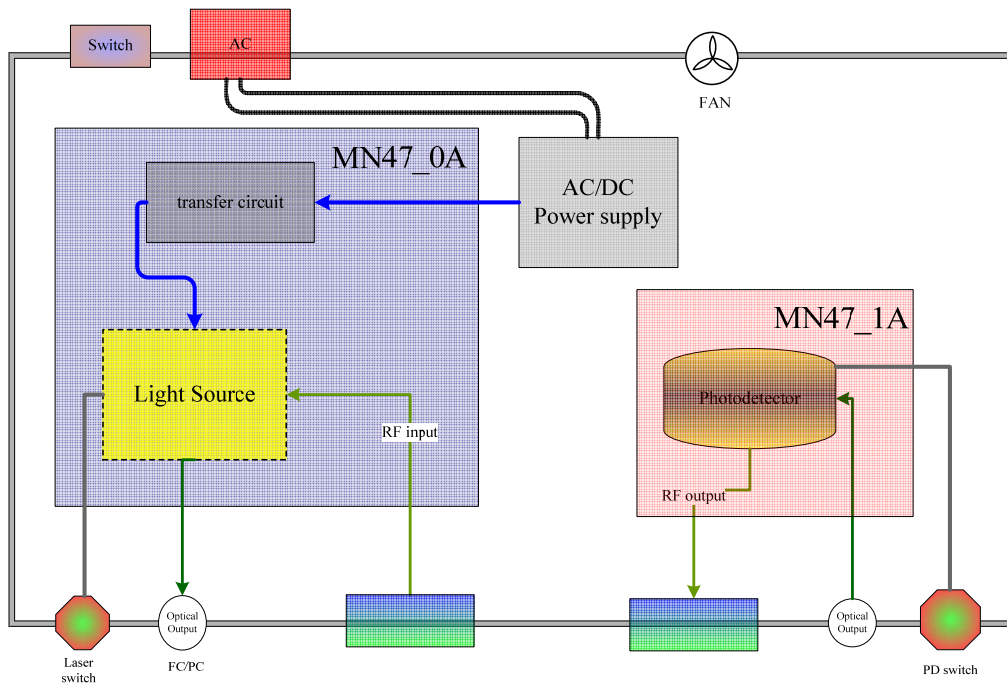 Switch
AC
FAN
MN47_0A
transfer circuit
AC/DC
Power supply
MN47_1A
Light Source
Photodetector
RF input
RF output
Optical
Output
Optical
Output
Laser
switch
FC/PC
PD switch